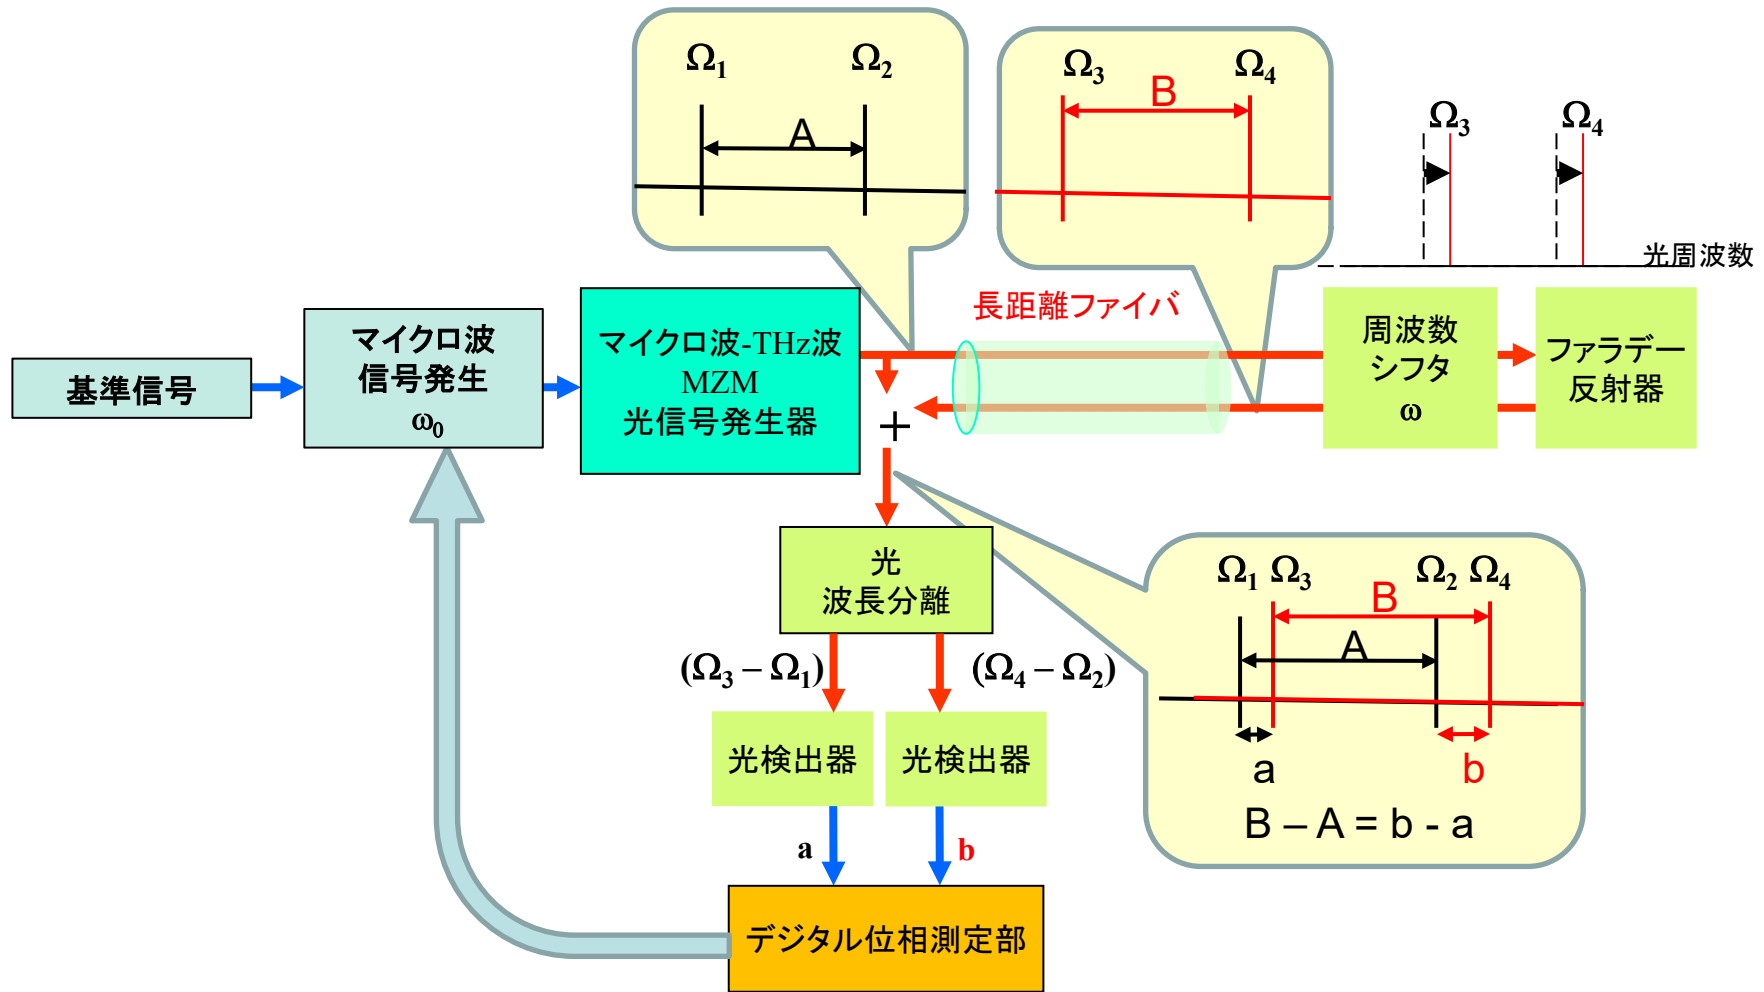 Ω1 Ω2
A
Ω3 Ω4
B
Ω3 Ω4
光周波数
長距離ファイバ
基準信号
マイクロ波
信号発生
ω0
マイクロ波-THz波
MZM
光信号発生器
+
周波数
シフタ
ω
ファラデー
反射器
光
波長分離
(Ω3 – Ω1) (Ω4 – Ω2)
光検出器 光検出器
a b
デジタル位相測定部
Ω1 Ω3 Ω2 Ω4
B
A
a b
B – A = b - a